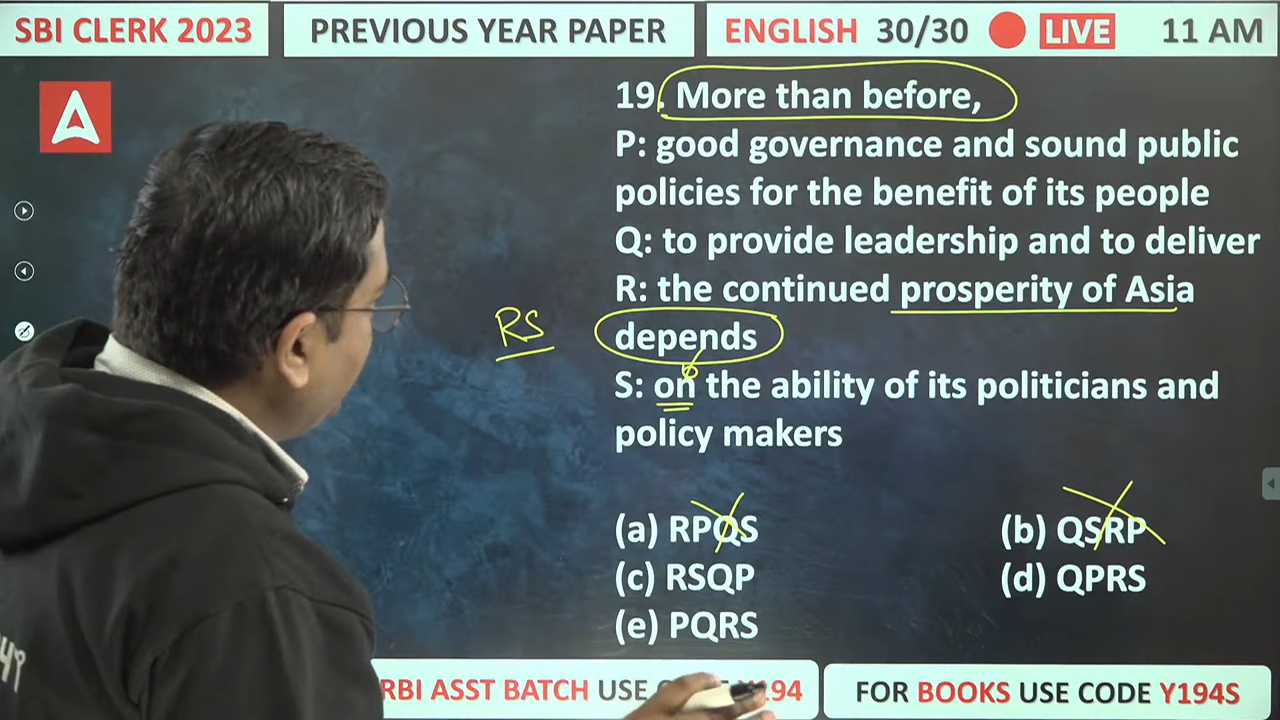 SBI CLERK 2023
PREVIOUS YEAR PAPER
ENGLISH 30/30 LIVE 11 AM
19. More than before,
P: good governance and sound public
policies for the benefit of its people
Q: to provide leadership and to deliver
R: the continued prosperity of Asia
RS depends
S: on the ability of its politicians and
policy makers
(a) RPQS (b) QSRP
(c) RSQP (d) QPRS
(e) PQRS
RBI ASST BATCH USE
FOR BOOKS USE CODE Y194S